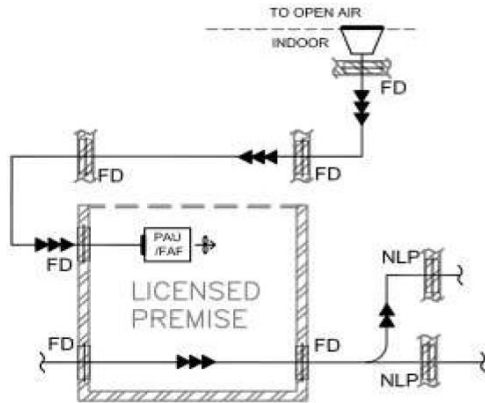 TO OPEN AIR
INDOOR
FD
FD
FD
PAU
/FAF
FD
NLP
LICENSED
PREMISE
FD
FD
NLP